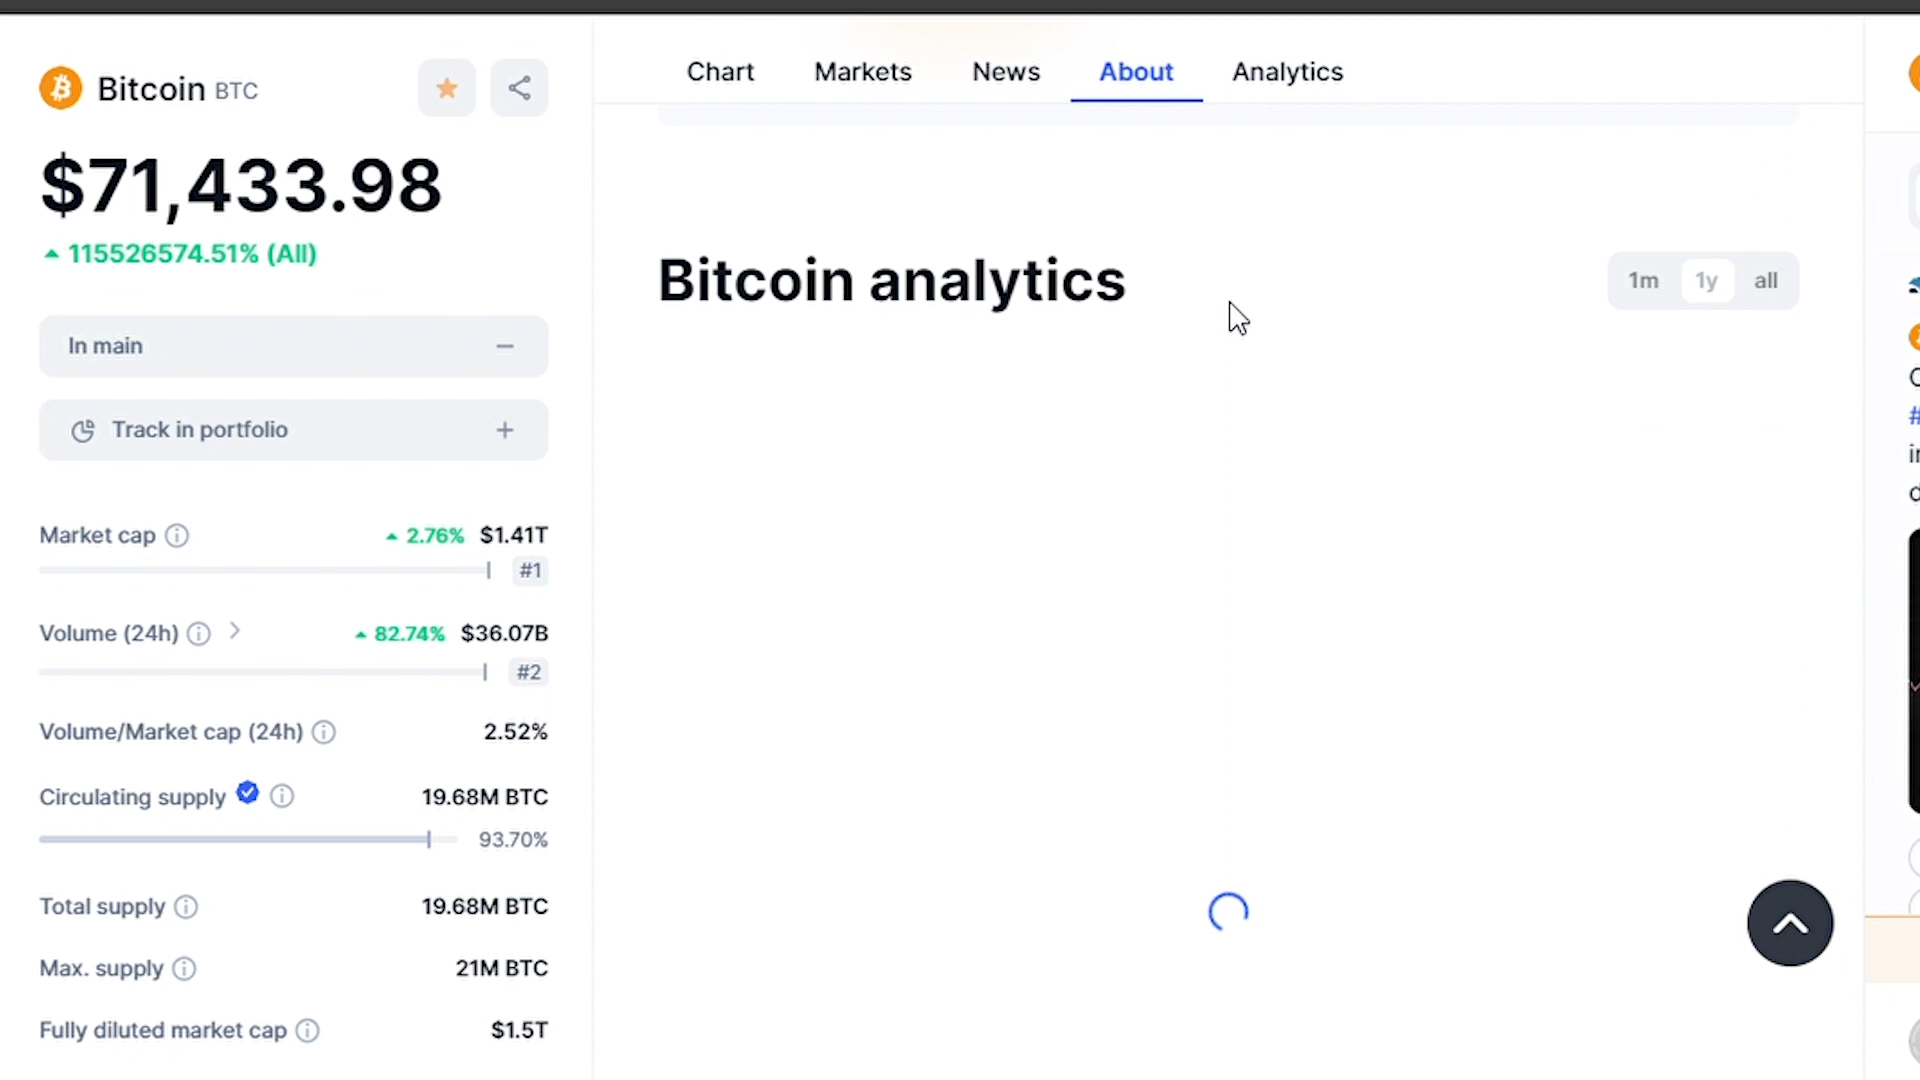 Bitcoin BTC
$71,433.98
115526574.51% (All)
In main
Track in portfolio
Market cap 2.76% $1.41T
#1
Volume (24h) 82.74% $36.07B
#2
Volume/Market cap (24h) 2.52%
Circulating supply 19.68M BTC
93.70%
Total supply 19.68M BTC
Max. supply 21M BTC
Fully diluted market cap $1.5T
Chart Markets News About Analytics
Bitcoin analytics
1m 1y all